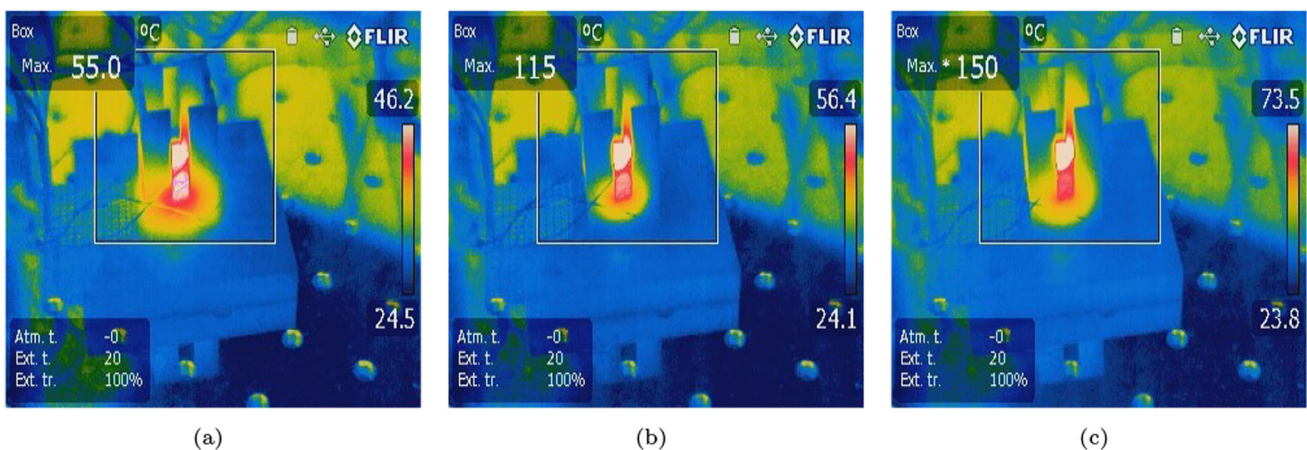 Box °C FLIR
Max. 55.0
46.2
24.5
Atm. t. -0
Ext. t. 20
Ext. tr. 100%
(a)
Box °C FLIR
Max. 115
56.4
24.1
Atm. t. -0
Ext. t. 20
Ext. tr. 100%
(b)
Box °C FLIR
Max. * 150
73.5
23.8
Atm. t. -0
Ext. t. 20
Ext. tr. 100%
(c)